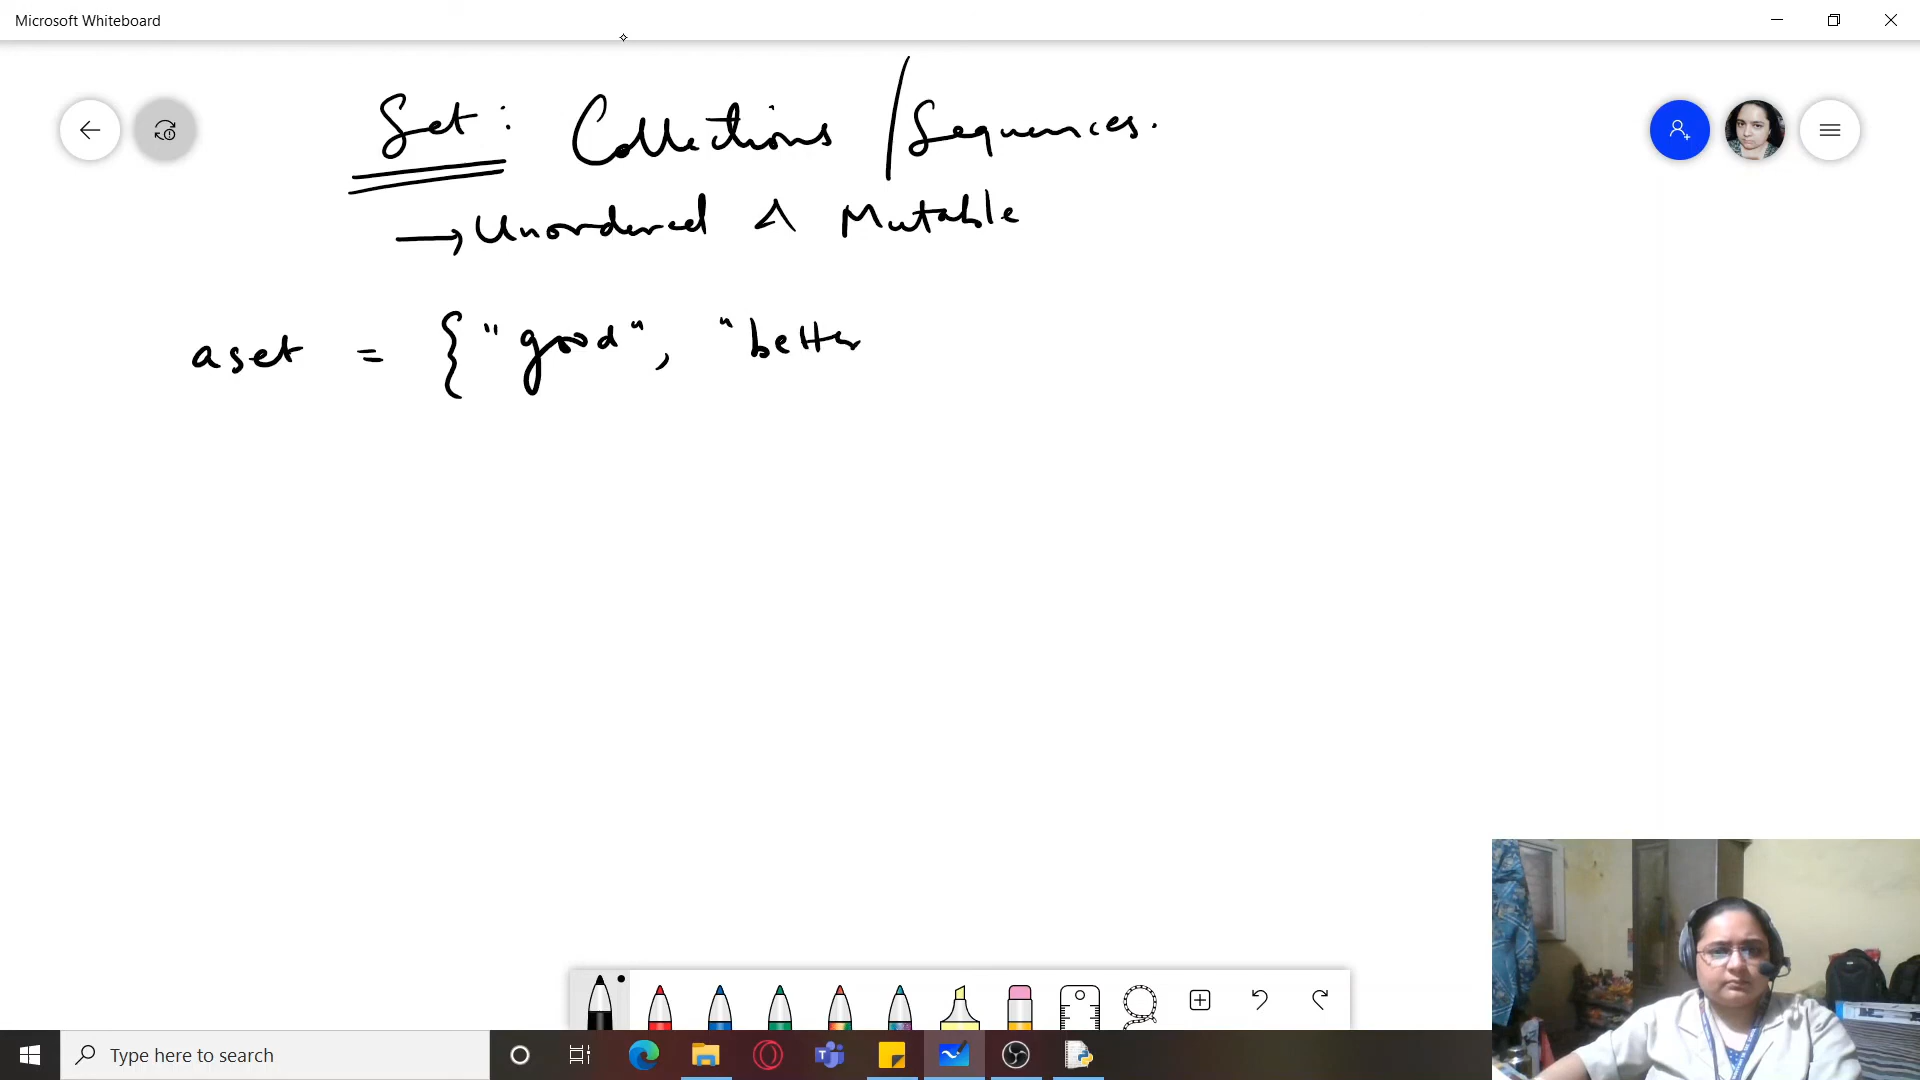 Microsoft Whiteboard
Set : Collections / Sequences.
→ Unordered & Mutable
aset = { "good", "better
Type here to search